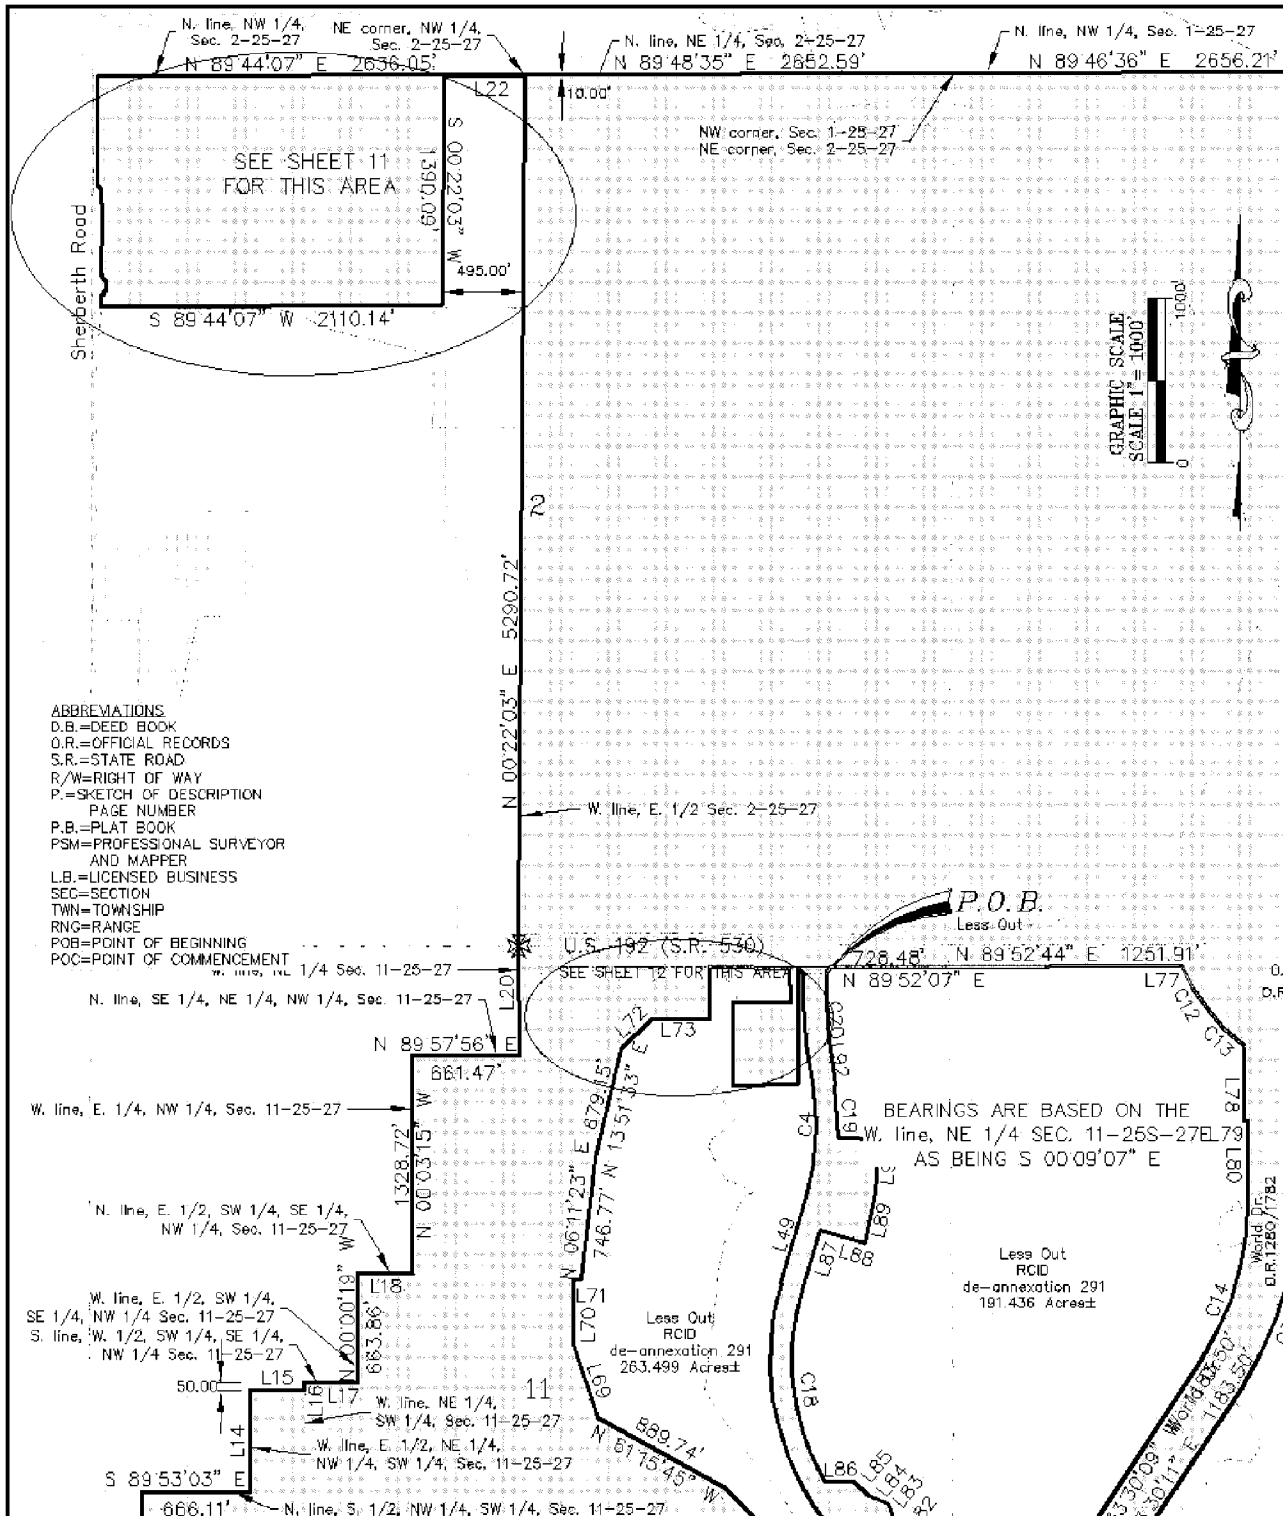 N. line, NW 1/4,
Sec. 2-25-27
NE corner, NW 1/4,
Sec. 2-25-27
N. line, NE 1/4, Sec. 2-25-27
N. line, NW 1/4, Sec. 1-25-27
N 89°44'07" E 2636.05'
N 89°48'35" E 2652.59'
N 89°46'36" E 2656.21'
L22
10.00'
NW corner, Sec. 1-25-27
NE corner, Sec. 2-25-27
SEE SHEET 11
FOR THIS AREA
S 00°22'03" W
1390.09'
Sherberth Road
495.00'
S 89°44'07" W 2110.14'
GRAPHIC SCALE
SCALE 1" = 1000'
0
1000'
2
N 00°22'03" E 5290.72'
ABBREVIATIONS
D.B.=DEED BOOK
O.R.=OFFICIAL RECORDS
S.R.=STATE ROAD
R/W=RIGHT OF WAY
P.=SKETCH OF DESCRIPTION
PAGE NUMBER
P.B.=PLAT BOOK
PSM=PROFESSIONAL SURVEYOR
AND MAPPER
L.B.=LICENSED BUSINESS
SEC=SECTION
TWN=TOWNSHIP
RNG=RANGE
POB=POINT OF BEGINNING
POC=POINT OF COMMENCEMENT
W. line, E. 1/2 Sec. 2-25-27
P.O.B.
Less Out
U.S. 192 (S.R. 530)
W. line, NE 1/4 Sec. 11-25-27
SEE SHEET 12 FOR THIS AREA
728.48'
N 89°52'44" E 1251.91'
N 89°52'07" E
L77
L20
N. line, SE 1/4, NE 1/4, NW 1/4, Sec. 11-25-27
N 89°57'56" E
661.47'
L72
L73
C20
L92
C19
C4
C12
C13
L78
L79
L80
BEARINGS ARE BASED ON THE
W. line, NE 1/4 SEC. 11-25S-27E
AS BEING S 00°09'07" E
W. line, E. 1/4, NW 1/4, Sec. 11-25-27
1328.72'
N 00°03'15" W
N 13°51'33" E 679.15'
N 06°11'23" E
746.77'
N. line, E. 1/2, SW 1/4, SE 1/4,
NW 1/4, Sec. 11-25-27
L18
L49
L87
L88
L89
World Dr.
O.R.1280/1782
Less Out
RCID
de-annexation 291
191.436 Acres±
W. line, E. 1/2, SW 1/4,
SE 1/4, NW 1/4 Sec. 11-25-27
S. line, W. 1/2, SW 1/4, SE 1/4,
NW 1/4 Sec. 11-25-27
N 00°00'19" W
663.86'
L71
L70
L69
Less Out
RCID
de-annexation 291
263.499 Acres±
C14
50.00
L15
L16
L17
11
C18
W. line, NE 1/4,
SW 1/4, Sec. 11-25-27
L14
W. line, E. 1/2, NE 1/4,
NW 1/4, SW 1/4, Sec. 11-25-27
889.74'
N 61°15'45" W
L86
L85
L84
L83
1183.50'
S 89°53'03" E
666.11'
N. line, S. 1/2, NW 1/4, SW 1/4, Sec. 11-25-27